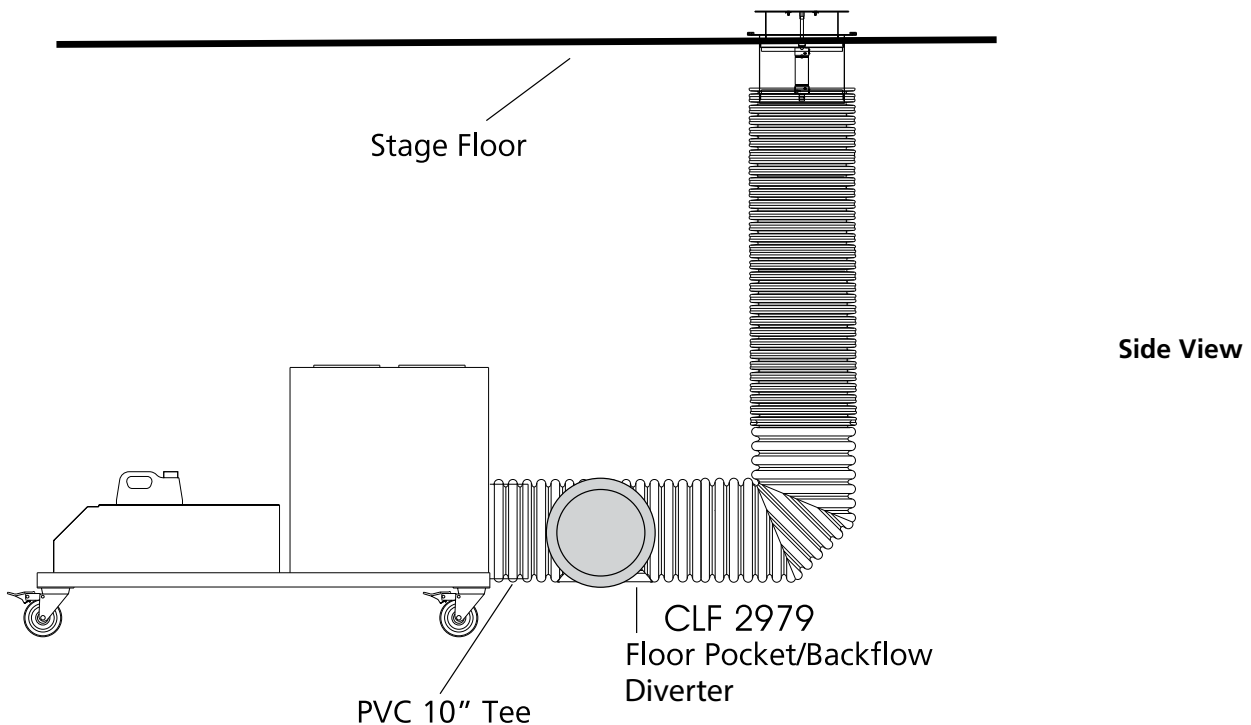 Stage Floor
Side View
CLF 2979
Floor Pocket/Backflow
Diverter
PVC 10” Tee